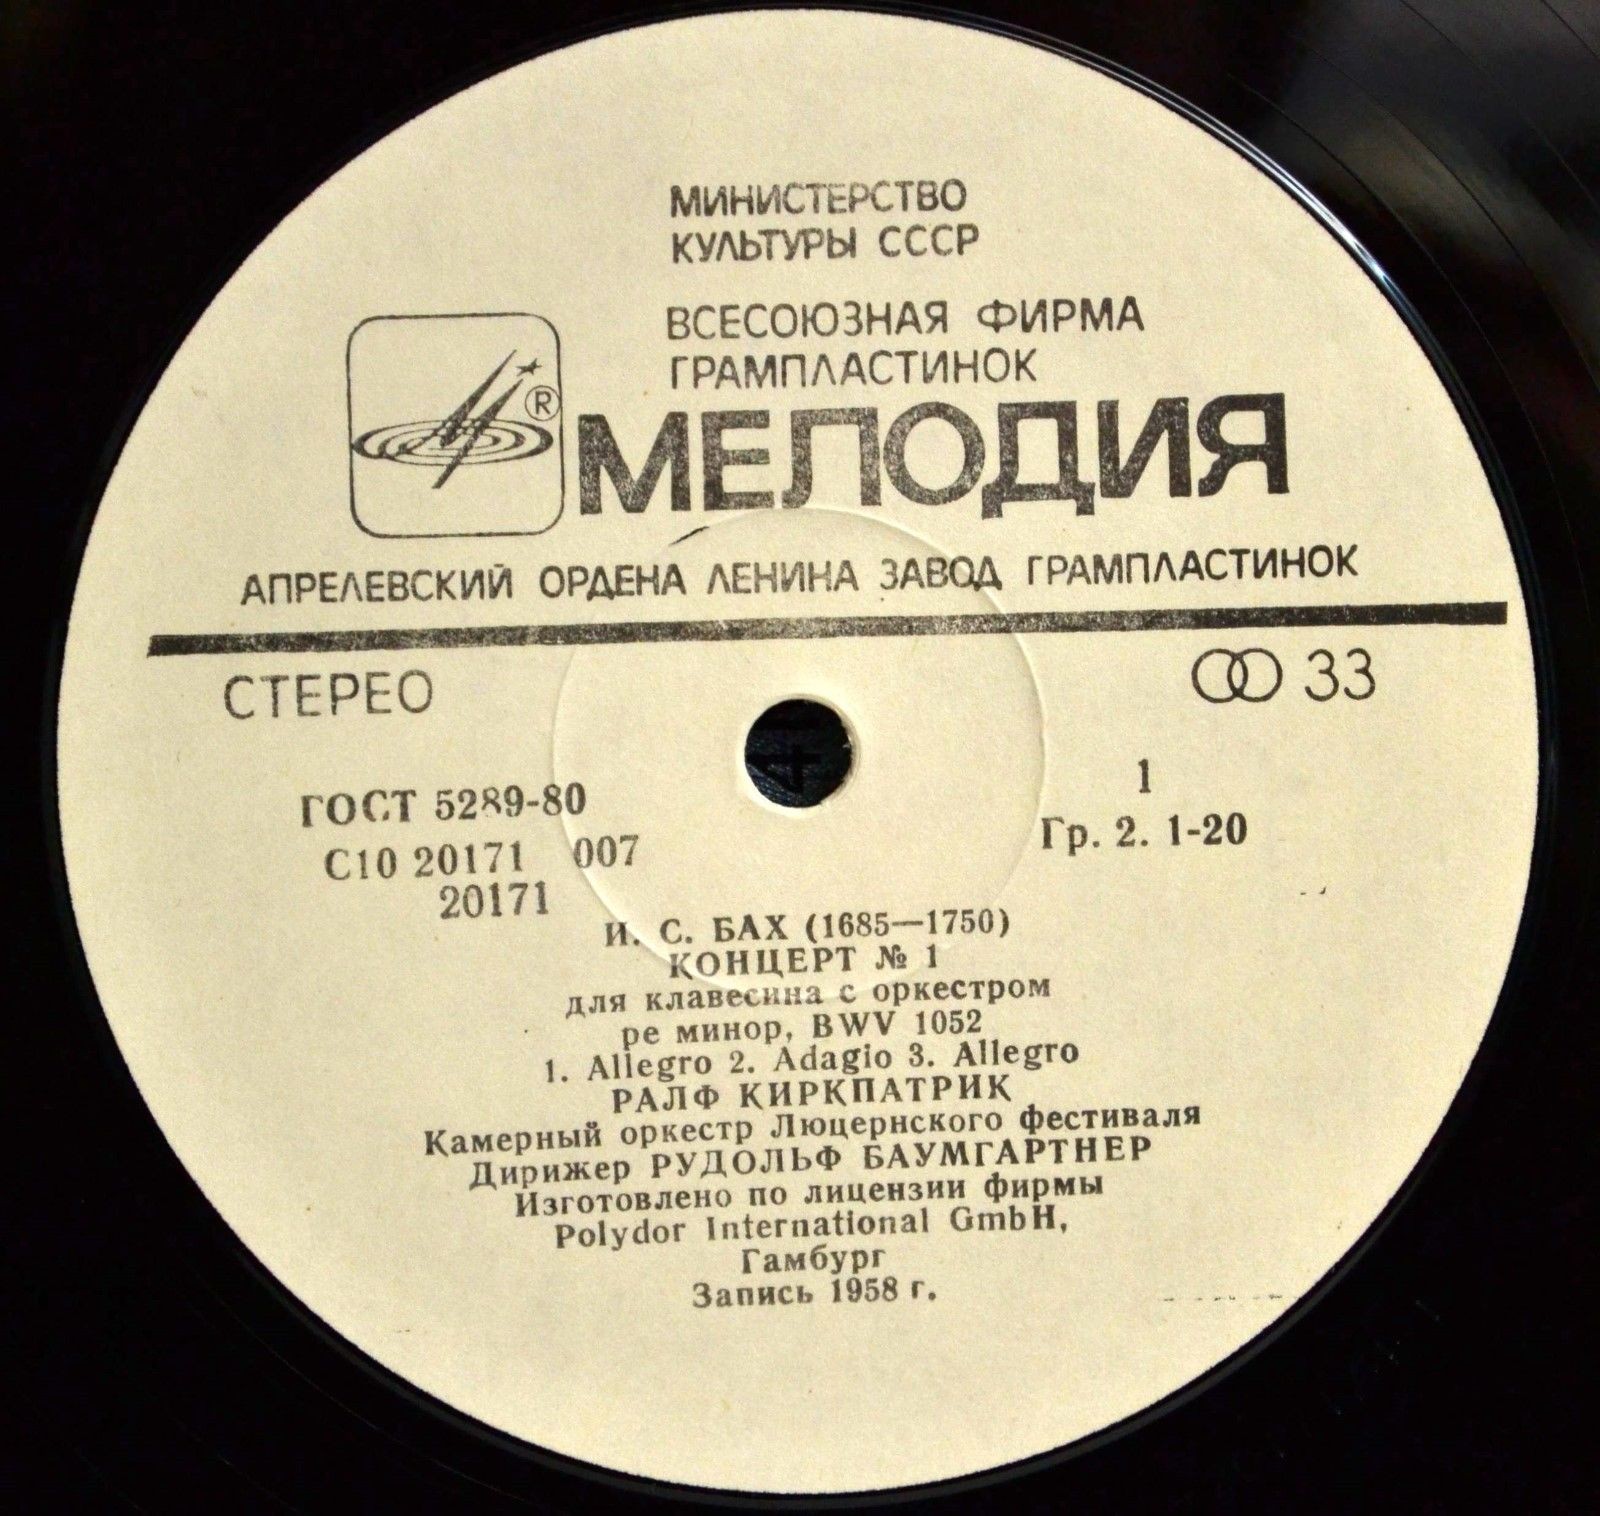 МИНИСТЕРСТВО
КУЛЬТУРЫ СССР
ВСЕСОЮЗНАЯ ФИРМА
ГРАМПЛАСТИНОК
®
МЕЛОДИЯ
АПРЕЛЕВСКИЙ ОРДЕНА ЛЕНИНА ЗАВОД ГРАМПЛАСТИНОК
СТЕРЕО
33
ГОСТ 5289-80
1
С10 20171 007
Гр. 2. 1-20
20171
И. С. БАХ (1685—1750)
КОНЦЕРТ № 1
для клавесина с оркестром
ре минор, BWV 1052
1. Allegro 2. Adagio 3. Allegro
РАЛФ КИРКПАТРИК
Камерный оркестр Люцернского фестиваля
Дирижер РУДОЛЬФ БАУМГАРТНЕР
Изготовлено по лицензии фирмы
Polydor International GmbH,
Гамбург
Запись 1958 г.